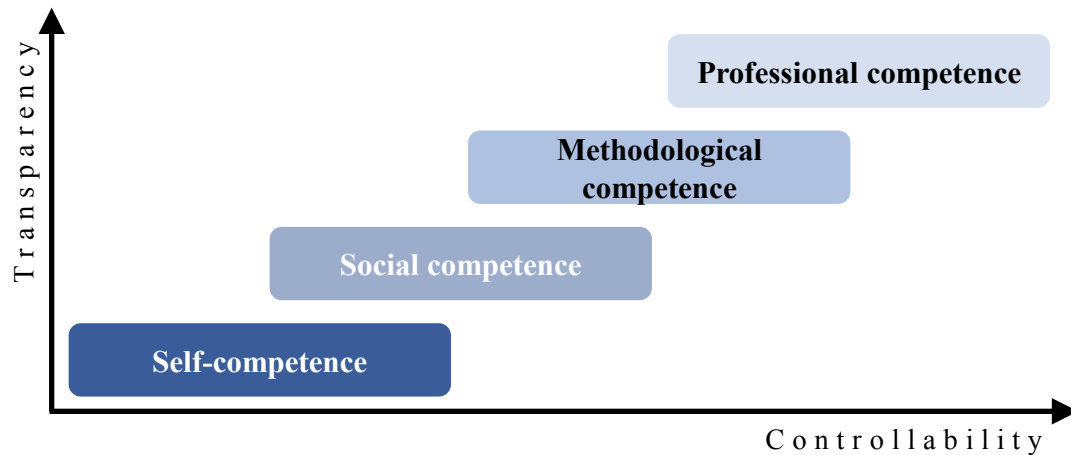 Transparency
Professional competence
Methodological
competence
Social competence
Self-competence
Controllability